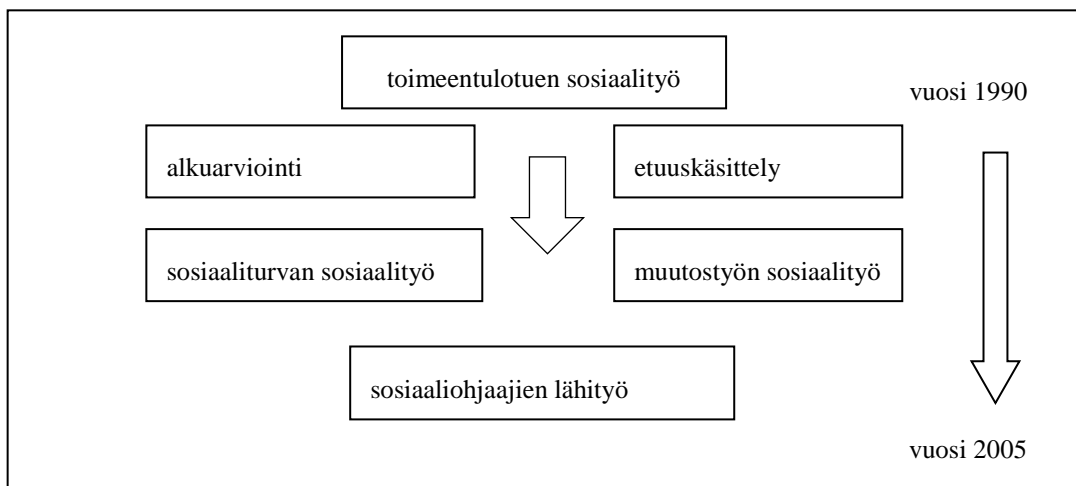 toimeentulotuen sosiaalityö
vuosi 1990
alkuarviointi
etuuskäsittely
sosiaaliturvan sosiaalityö
muutostyön sosiaalityö
sosiaaliohjaajien lähityö
vuosi 2005